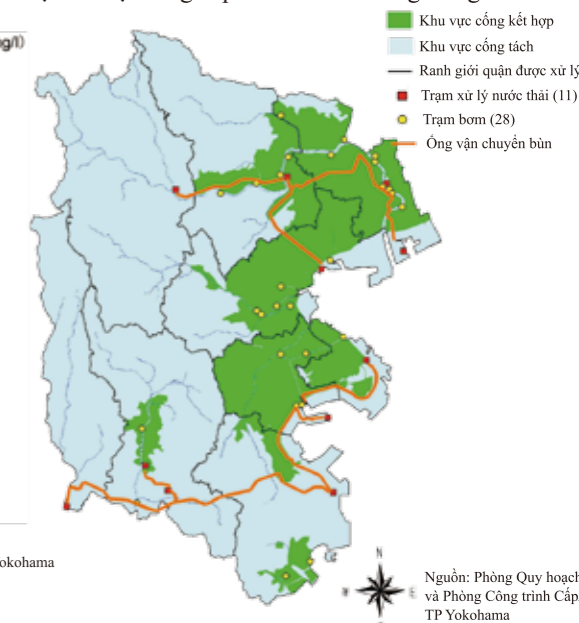 g/l)
Khu vực cống kết hợp
Khu vực cống tách
Ranh giới quận được xử lý
Trạm xử lý nước thải (11)
Trạm bơm (28)
Ống vận chuyển bùn
okohama
N
E
Nguồn: Phòng Quy hoạch
và Phòng Công trình Cấp
TP Yokohama